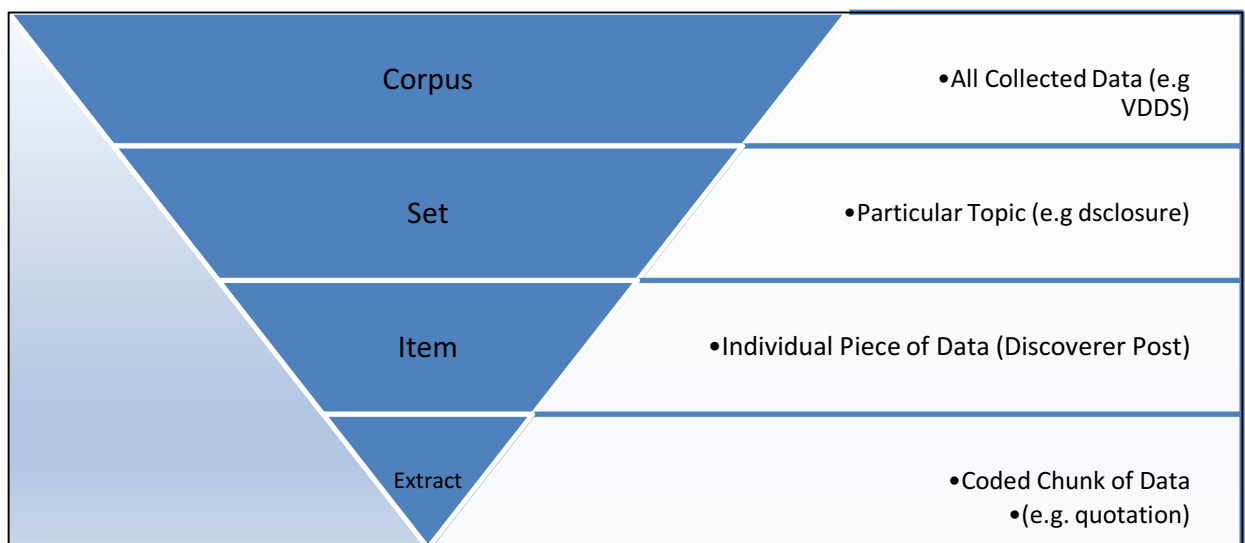 Corpus
•All Collected Data (e.g
VDDS)
Set
•Particular Topic (e.g dsclosure)
Item
•Individual Piece of Data (Discoverer Post)
Extract
•Coded Chunk of Data
•(e.g. quotation)